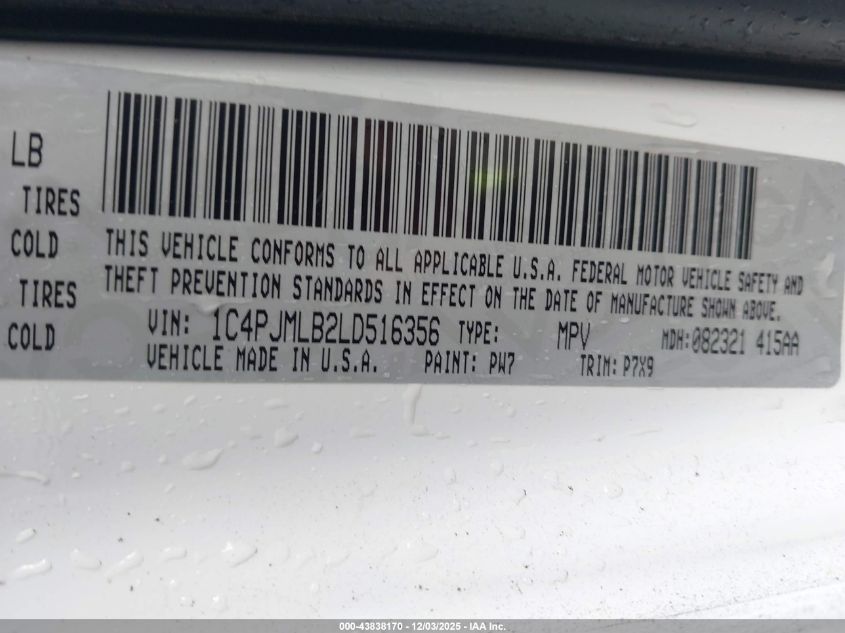 LB
TIRES
COLD
TIRES
COLD
THIS VEHICLE CONFORMS TO ALL APPLICABLE U.S.A. FEDERAL MOTOR VEHICLE SAFETY AND
THEFT PREVENTION STANDARDS IN EFFECT ON THE DATE OF MANUFACTURE SHOWN ABOVE.
VIN: 1C4PJMLB2LD516356 TYPE: MPV MDH:082321 415AA
VEHICLE MADE IN U.S.A. PAINT: PW7 TRIM: P7X9
000-43838170 - 12/03/2025 - IAA Inc.